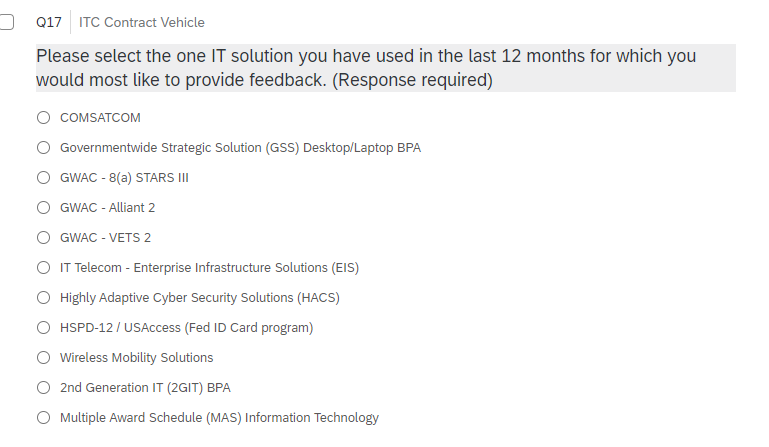 Q17 ITC Contract Vehicle
Please select the one IT solution you have used in the last 12 months for which you
would most like to provide feedback. (Response required)
COMSATCOM
Governmentwide Strategic Solution (GSS) Desktop/Laptop BPA
GWAC - 8(a) STARS III
GWAC - Alliant 2
GWAC - VETS 2
IT Telecom - Enterprise Infrastructure Solutions (EIS)
Highly Adaptive Cyber Security Solutions (HACS)
HSPD-12 / USAccess (Fed ID Card program)
Wireless Mobility Solutions
2nd Generation IT (2GIT) BPA
Multiple Award Schedule (MAS) Information Technology